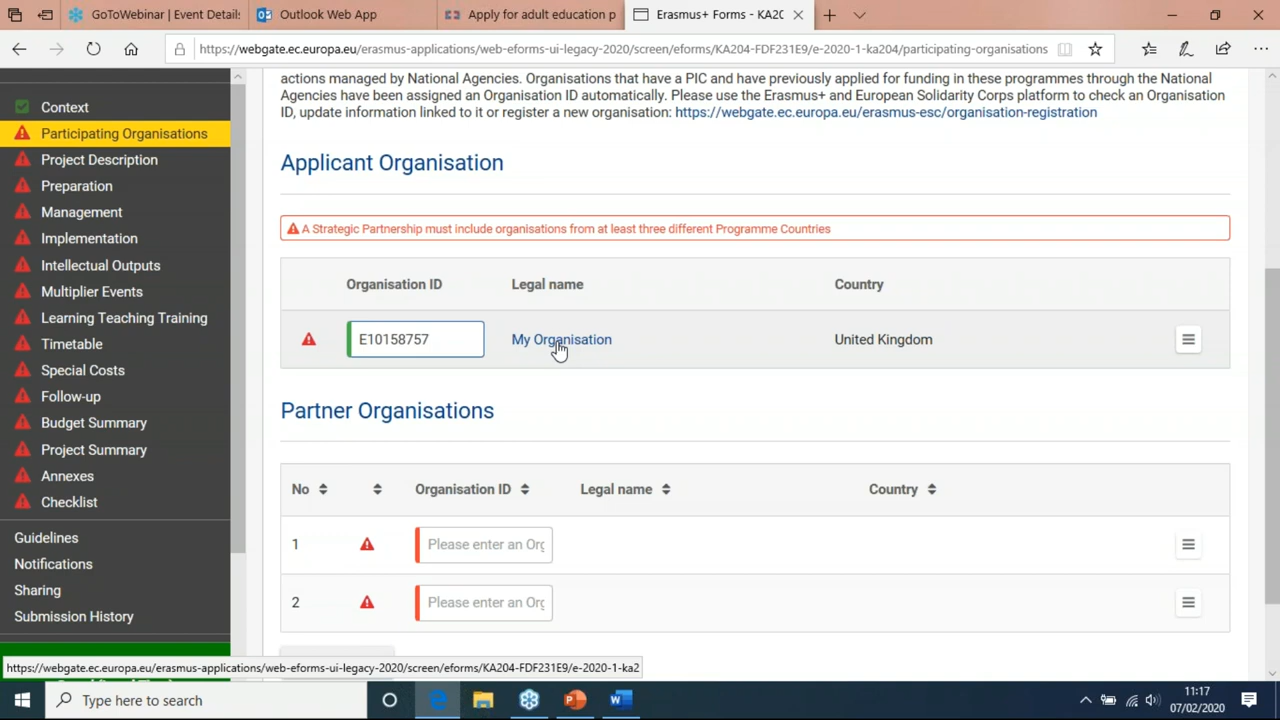 GoToWebinar | Event Details
Outlook Web App
Apply for adult education p
Erasmus+ Forms - KA20
https://webgate.ec.europa.eu/erasmus-applications/web-eforms-ui-legacy-2020/screen/eforms/KA204-FDF231E9/e-2020-1-ka204/participating-organisations
Context
Participating Organisations
Project Description
Preparation
Management
Implementation
Intellectual Outputs
Multiplier Events
Learning Teaching Training
Timetable
Special Costs
Follow-up
Budget Summary
Project Summary
Annexes
Checklist
Guidelines
Notifications
Sharing
Submission History
actions managed by National Agencies. Organisations that have a PIC and have previously applied for funding in these programmes through the National
Agencies have been assigned an Organisation ID automatically. Please use the Erasmus+ and European Solidarity Corps platform to check an Organisation
ID, update information linked to it or register a new organisation: https://webgate.ec.europa.eu/erasmus-esc/organisation-registration
Applicant Organisation
A Strategic Partnership must include organisations from at least three different Programme Countries
Organisation ID Legal name Country
E10158757 My Organisation United Kingdom
Partner Organisations
No Organisation ID Legal name Country
1 Please enter an Org
2 Please enter an Org
https://webgate.ec.europa.eu/erasmus-applications/web-eforms-ui-legacy-2020/screen/eforms/KA204-FDF231E9/e-2020-1-ka2
Type here to search
11:17
07/02/2020